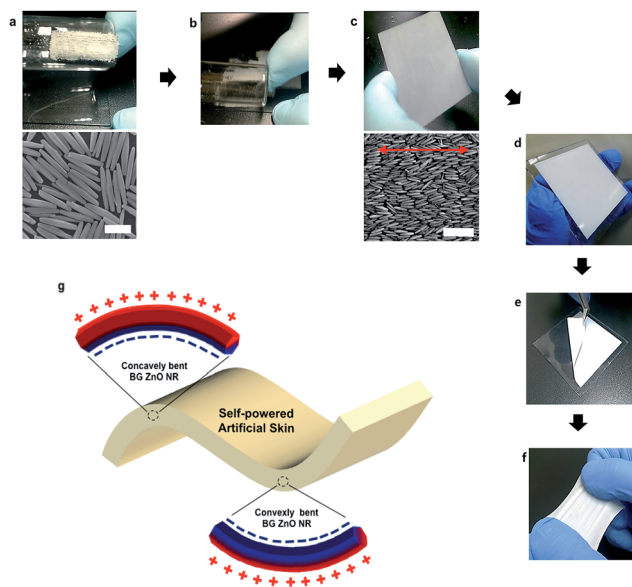 a
b
c
d
e
f
g
+ + + + + + + + + +
Concavely bent
BG ZnO NR
Self-powered
Artificial Skin
Convexly bent
BG ZnO NR
+ + + + + + + + + +